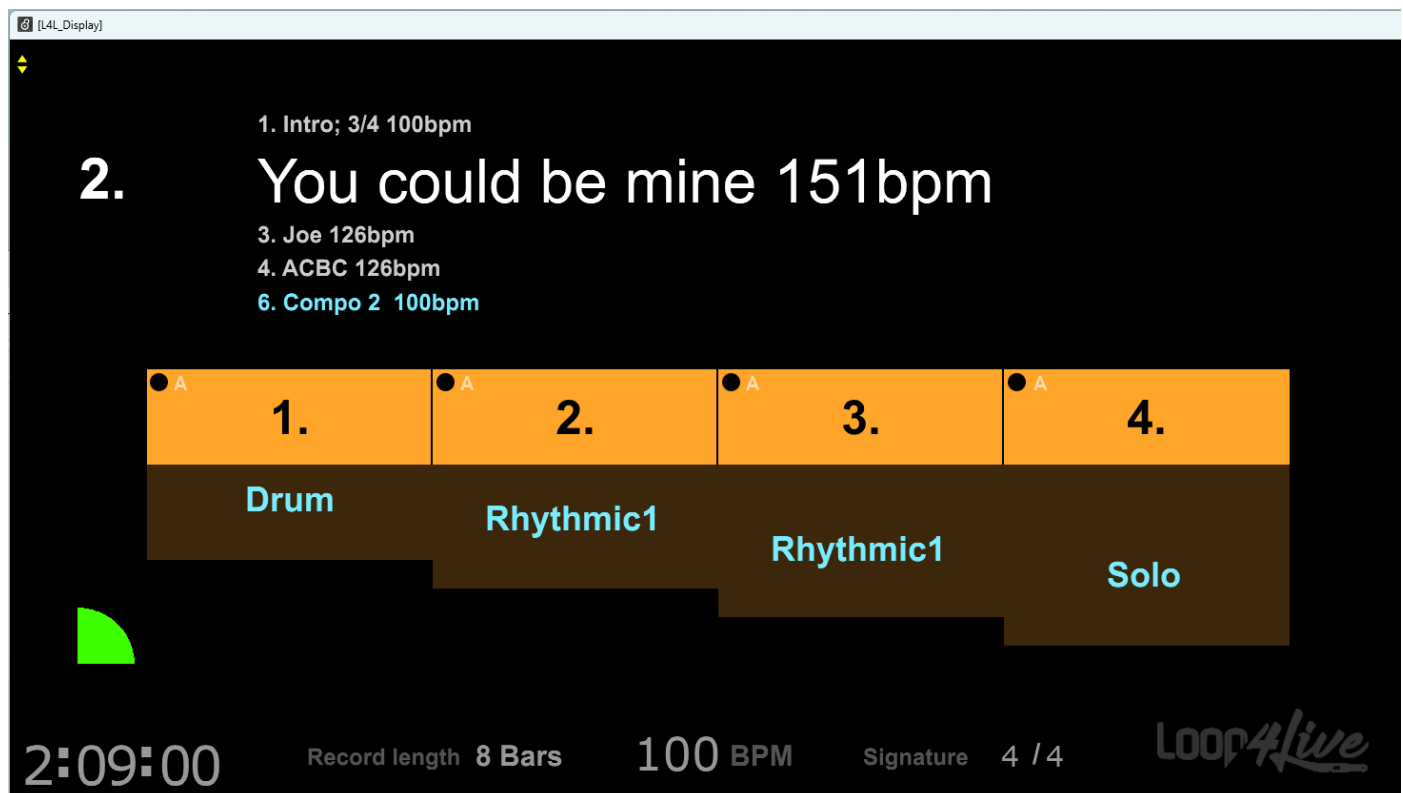 [L4L_Display]
1. Intro; 3/4 100bpm
2. You could be mine 151bpm
3. Joe 126bpm
4. ACBC 126bpm
6. Compo 2  100bpm
A A A A
1. 2. 3. 4.
Drum Rhythmic1 Rhythmic1 Solo
2:09:00 Record length 8 Bars 100 BPM Signature 4 / 4 Loop4Live